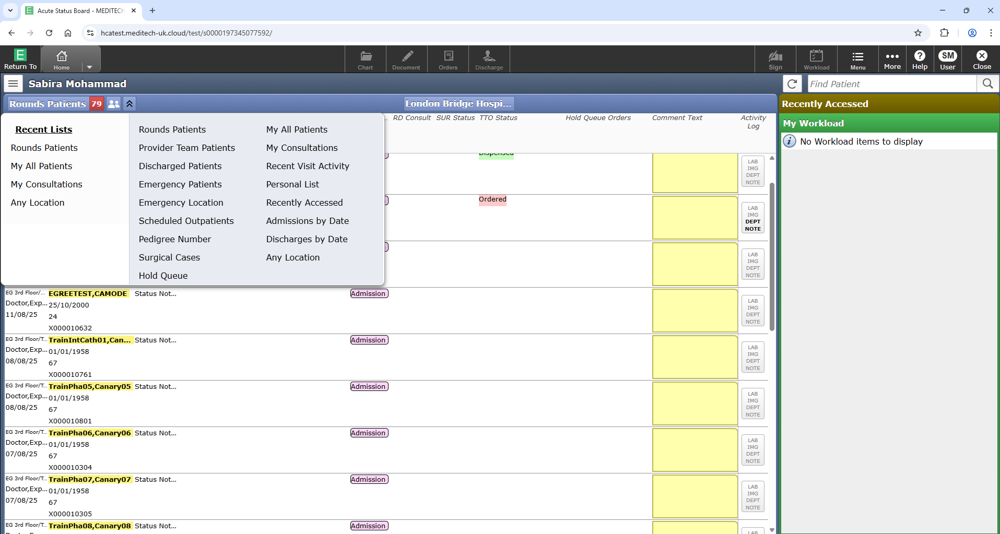 Acute Status Board - MEDITECH
hcatest.meditech-uk.cloud/test/s0000197345077592/
E
Return To
Home
Chart
Document
Orders
Discharge
Sign
Workload
Menu
More
Help
SM
User
Close
Sabira Mohammad
Find Patient
Rounds Patients 79
London Bridge Hospi...
Recently Accessed
My Workload
No Workload items to display
RD Consult SUR Status TTO Status Hold Queue Orders Comment Text Activity Log
Recent Lists
Rounds Patients
My All Patients
My Consultations
Any Location
Rounds Patients
Provider Team Patients
Discharged Patients
Emergency Patients
Emergency Location
Scheduled Outpatients
Pedigree Number
Surgical Cases
Hold Queue
My All Patients
My Consultations
Recent Visit Activity
Personal List
Recently Accessed
Admissions by Date
Discharges by Date
Any Location
Dispensed
LAB
IMG
DEPT
NOTE
Ordered
LAB
IMG
DEPT
NOTE
LAB
IMG
DEPT
NOTE
EG 3rd Floor/... EGREETEST,CAMODE Status Not... Admission
Doctor,Exp... 25/10/2000
11/08/25 24
X000010632
LAB
IMG
DEPT
NOTE
EG 3rd Floor/T... TrainIntCath01,Can... Status Not... Admission
Doctor,Exp... 01/01/1958
08/08/25 67
X000010761
LAB
IMG
DEPT
NOTE
EG 3rd Floor/T... TrainPha05,Canary05 Status Not... Admission
Doctor,Exp... 01/01/1958
08/08/25 67
X000010801
LAB
IMG
DEPT
NOTE
EG 3rd Floor/T... TrainPha06,Canary06 Status Not... Admission
Doctor,Exp... 01/01/1958
07/08/25 67
X000010304
LAB
IMG
DEPT
NOTE
EG 3rd Floor/T... TrainPha07,Canary07 Status Not... Admission
Doctor,Exp... 01/01/1958
07/08/25 67
X000010305
LAB
IMG
DEPT
NOTE
EG 3rd Floor/T... TrainPha08,Canary08 Status Not... Admission
LAB